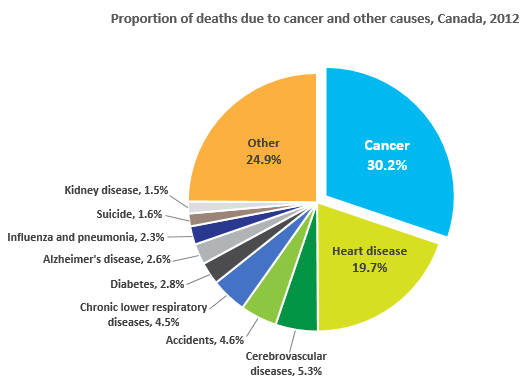 Proportion of deaths due to cancer and other causes, Canada, 2012
Other
24.9%
Cancer
30.2%
Kidney disease, 1.5%
Suicide, 1.6%
Influenza and pneumonia, 2.3%
Heart disease
19.7%
Alzheimer's disease, 2.6%
Diabetes, 2.8%
Chronic lower respiratory
diseases, 4.5%
Accidents, 4.6%
Cerebrovascular
diseases, 5.3%